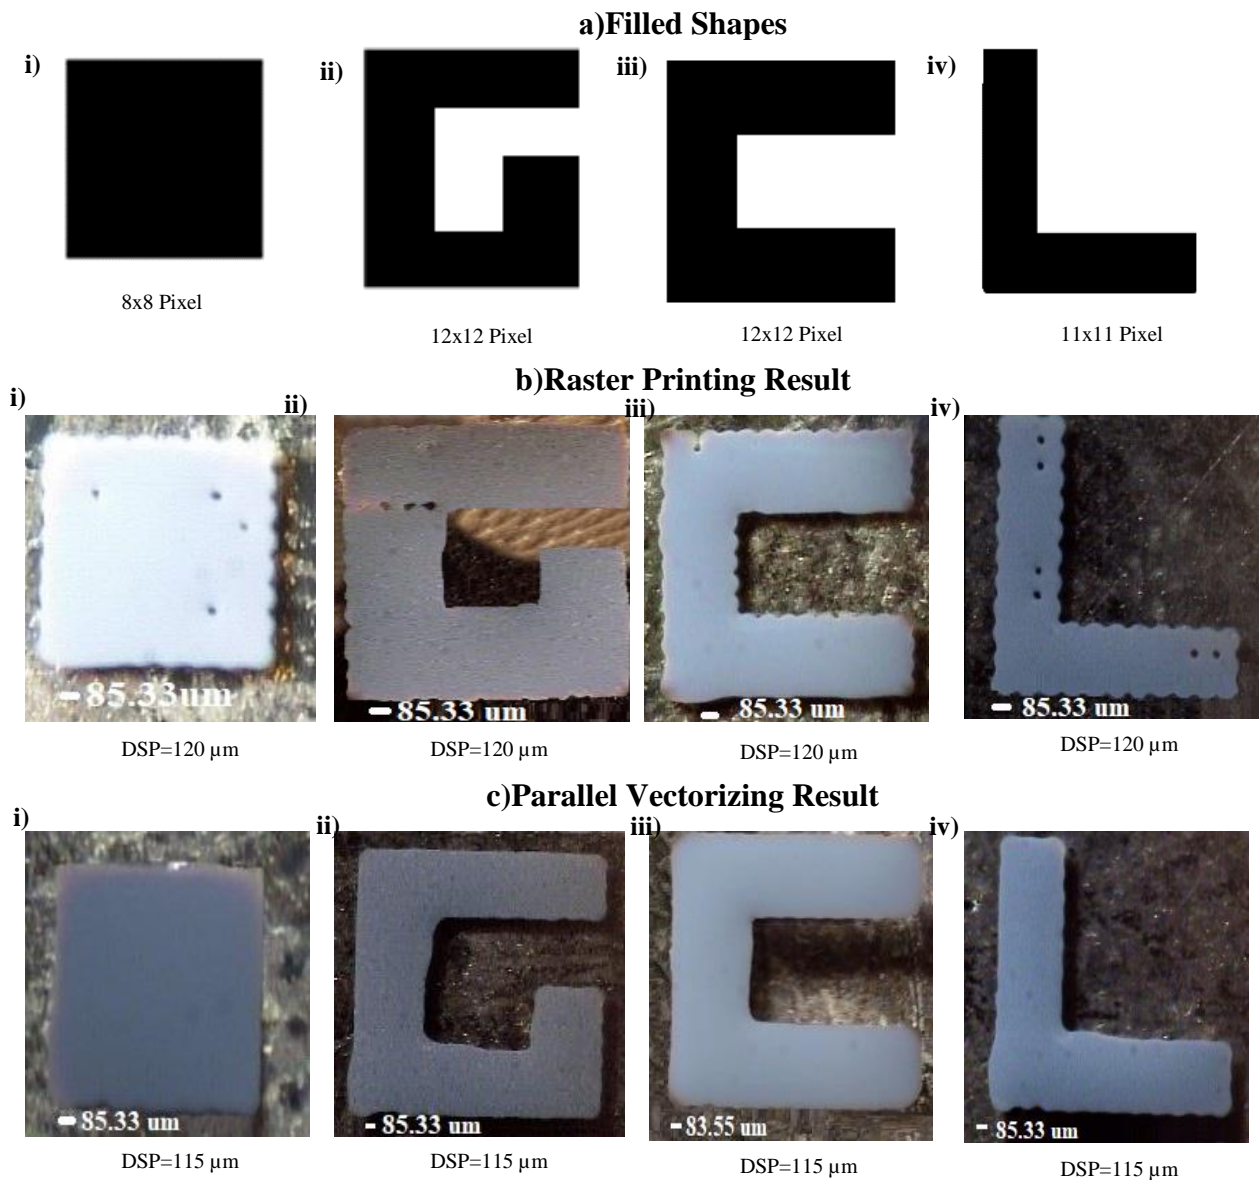 a)Filled Shapes
i)
ii)
iii)
iv)
8x8 Pixel
12x12 Pixel
12x12 Pixel
11x11 Pixel
b)Raster Printing Result
i)
ii)
iii)
iv)
85.33um
85.33 um
85.33 um
85.33 um
DSP=120 µm
DSP=120 µm
DSP=120 µm
DSP=120 µm
c)Parallel Vectorizing Result
i)
ii)
iii)
iv)
85.33 um
85.33 um
83.55 um
85.33 um
DSP=115 µm
DSP=115 µm
DSP=115 µm
DSP=115 µm